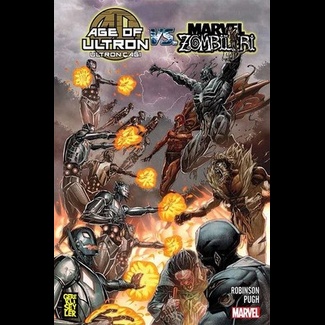 AGE OF
ULTRON
ULTRON ÇAĞI
VS
MARVEL
ZOMBİLERİ
ROBINSON
PUGH
MARVEL